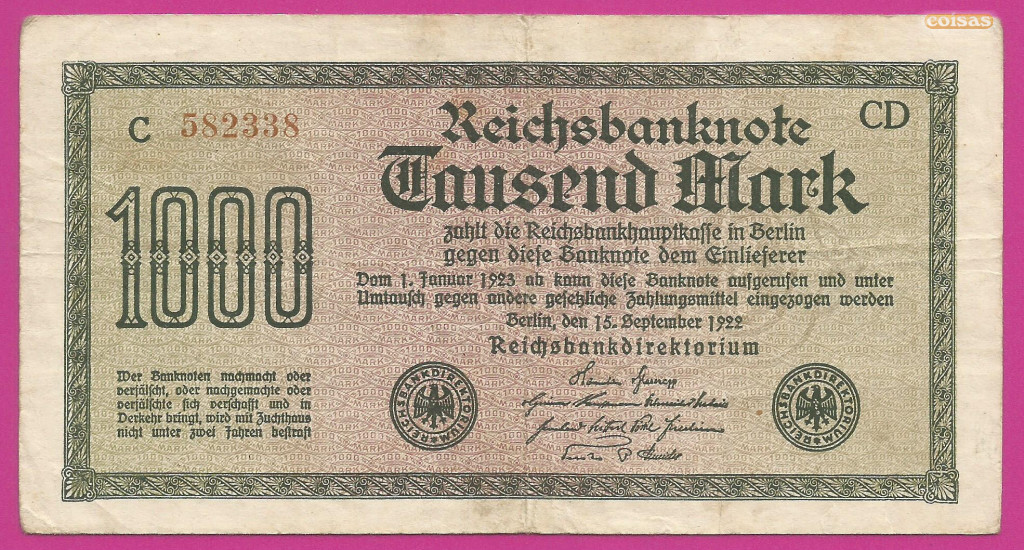 coisas
C 582338
CD
Reichsbanknote
Tausend Mark
1000
zahlt die Reichsbankhauptkasse in Berlin
gegen diese Banknote dem Einlieferer
Vom 1. Januar 1923 ab kann diese Banknote aufgerufen und unter
Umtausch gegen andere gesetzliche Zahlungsmittel eingezogen werden
Berlin, den 15. September 1922
Reichsbankdirektorium
Wer Banknoten nachmacht oder
verfälscht, oder nachgemachte oder
verfälschte sich verschafft und in
Verkehr bringt, wird mit Zuchthaus
nicht unter zwei Jahren bestraft
REICHSBANKDIREKTORIUM
REICHSBANKDIREKTORIUM